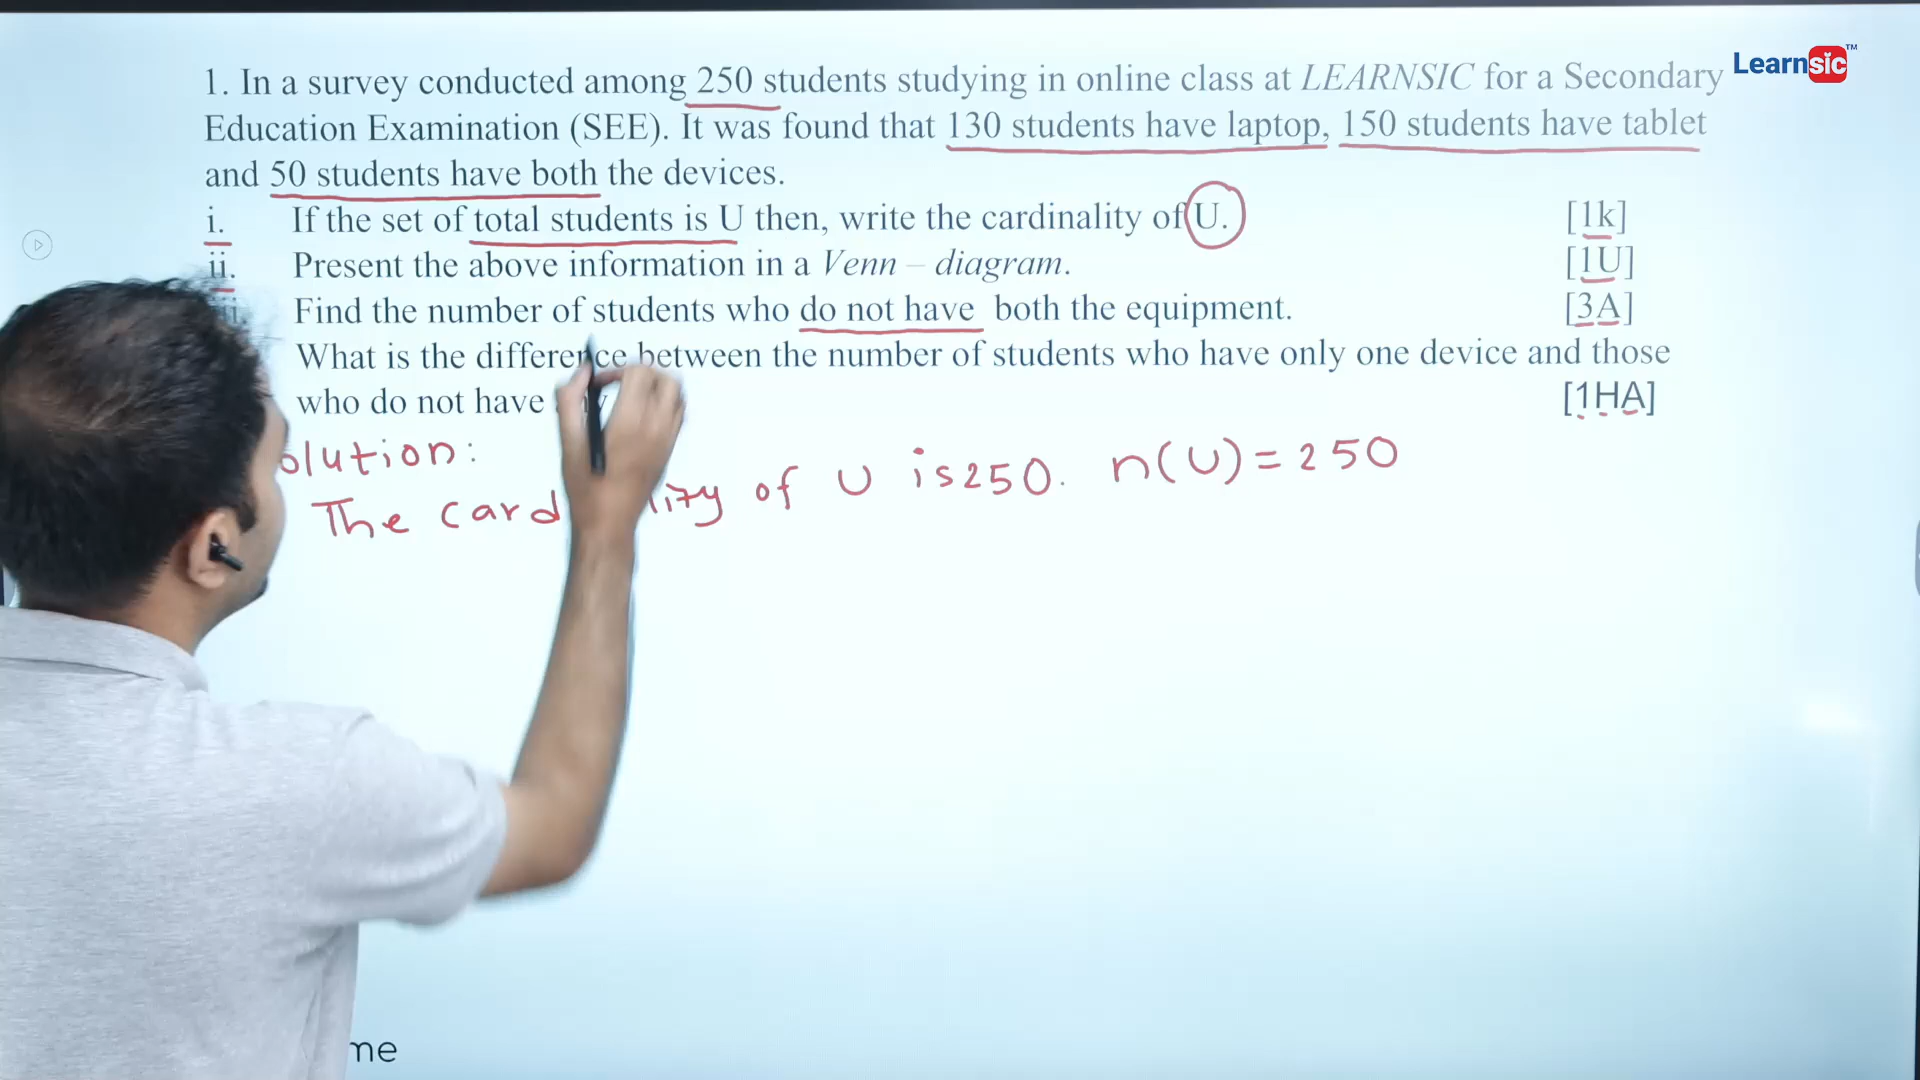 Learnsic™
1. In a survey conducted among 250 students studying in online class at LEARNSIC for a Secondary
Education Examination (SEE). It was found that 130 students have laptop, 150 students have tablet
and 50 students have both the devices.
i. If the set of total students is U then, write the cardinality of U. [1k]
ii. Present the above information in a Venn – diagram. [1U]
Find the number of students who do not have both the equipment. [3A]
What is the difference between the number of students who have only one device and those
who do not have [1HA]
olution:
The card lity of U is 250. n(U) = 250
me